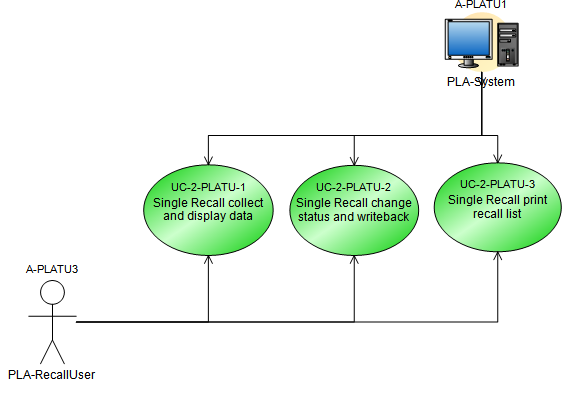 A-PLATU1
PLA-System
UC-2-PLATU-1
Single Recall collect
and display data
UC-2-PLATU-2
Single Recall change
status and writeback
UC-2-PLATU-3
Single Recall print
recall list
A-PLATU3
PLA-RecallUser